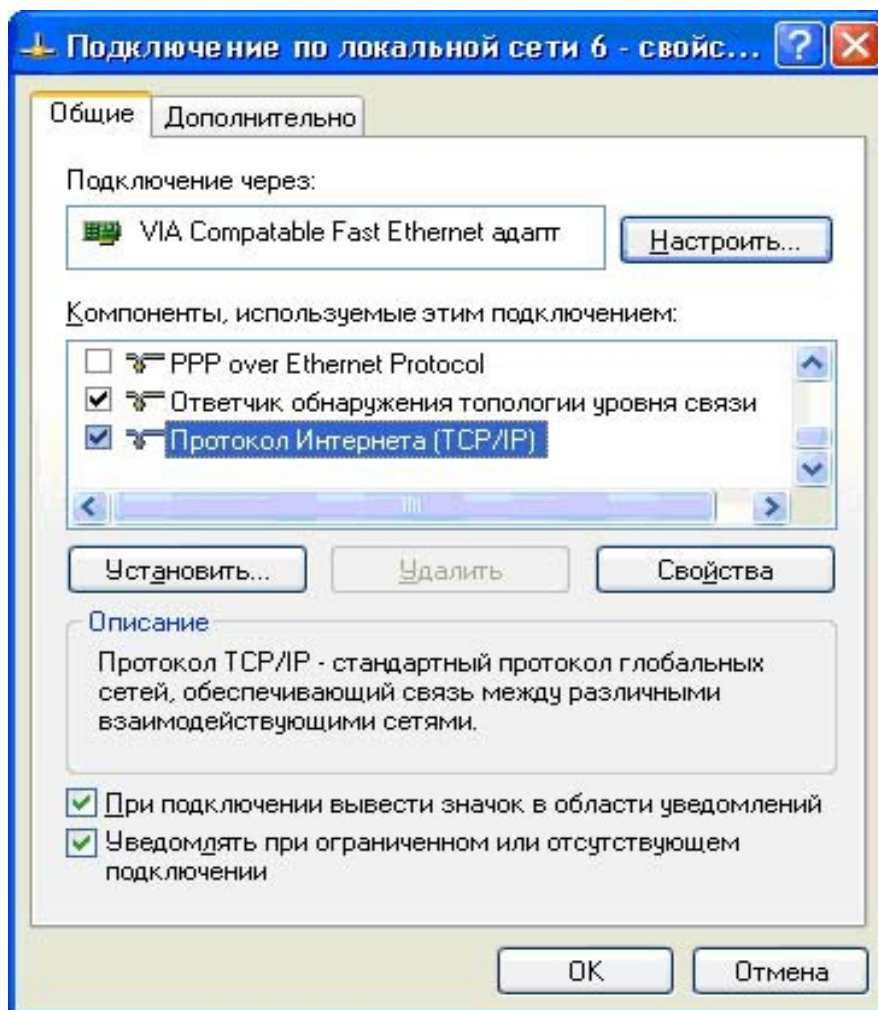 Подключение по локальной сети 6 - свойс...
Общие
Дополнительно
Подключение через:
VIA Compatable Fast Ethernet адапт
Настроить...
Компоненты, используемые этим подключением:
PPP over Ethernet Protocol
Ответчик обнаружения топологии уровня связи
Протокол Интернета (TCP/IP)
Установить...
Удалить
Свойства
Описание
Протокол TCP/IP - стандартный протокол глобальных
сетей, обеспечивающий связь между различными
взаимодействующими сетями.
При подключении вывести значок в области уведомлений
Уведомлять при ограниченном или отсутствующем
подключении
OK
Отмена